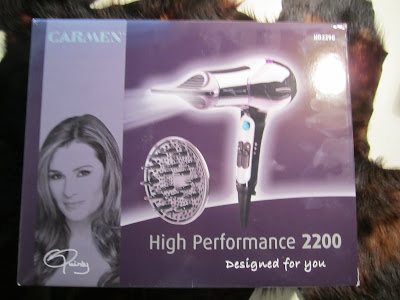 CARMEN
HD2290
High Performance 2200
Designed for you